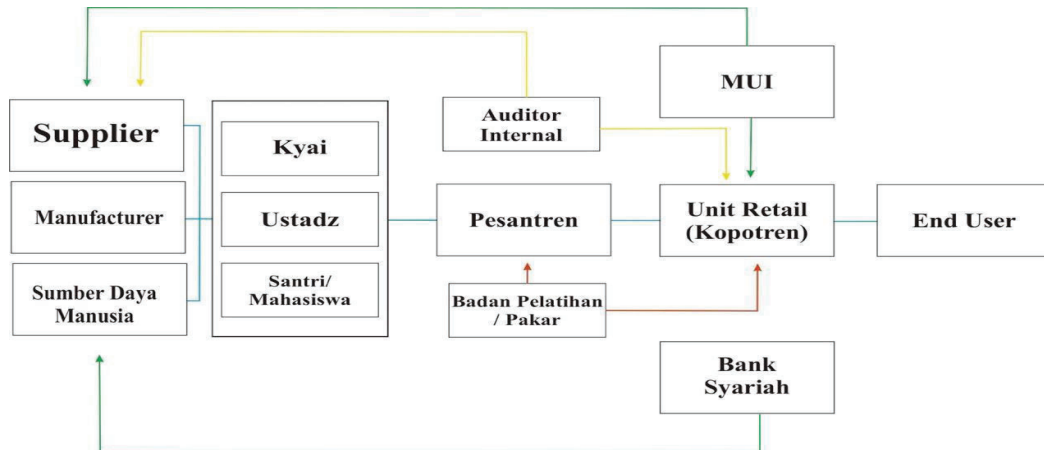 MUI
Auditor
Internal
Supplier
Kyai
Manufacturer
Ustadz
Pesantren
Unit Retail
(Kopotren)
End User
Sumber Daya
Manusia
Santri/
Mahasiswa
Badan Pelatihan
/ Pakar
Bank
Syariah